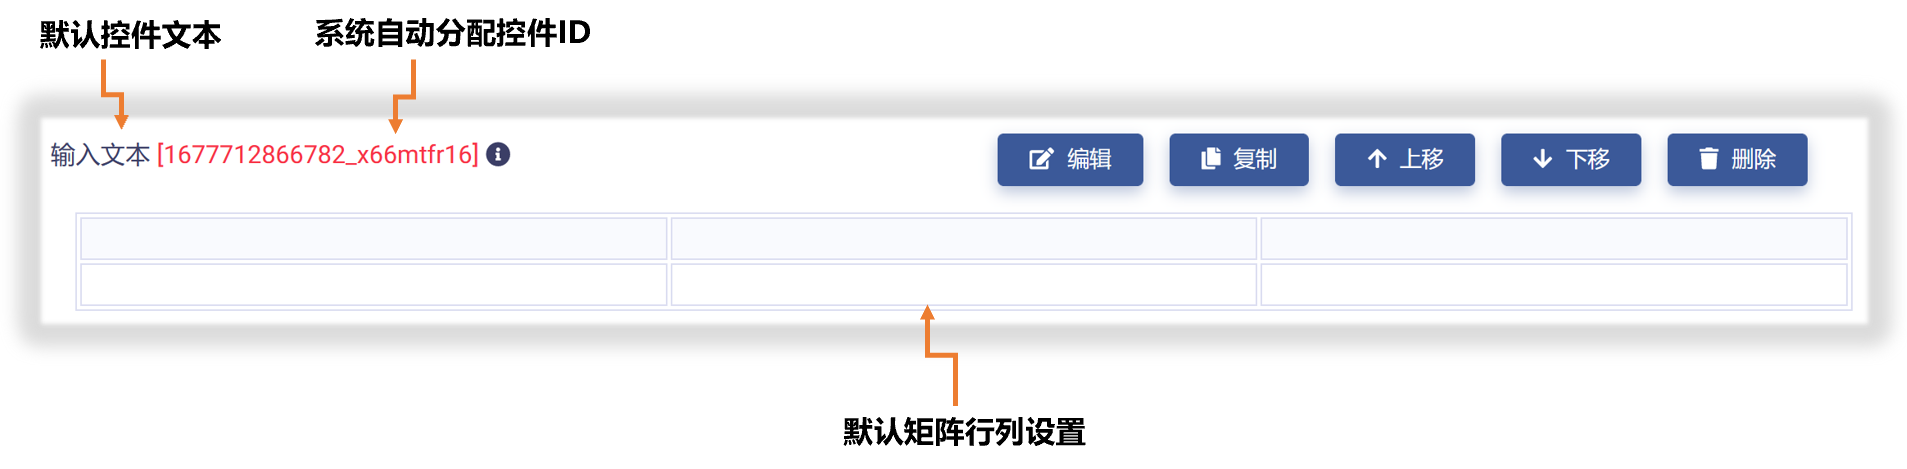 默认控件文本
系统自动分配控件ID
输入文本 [1677712866782_x66mtfr16]
编辑
复制
上移
下移
删除
默认矩阵行列设置